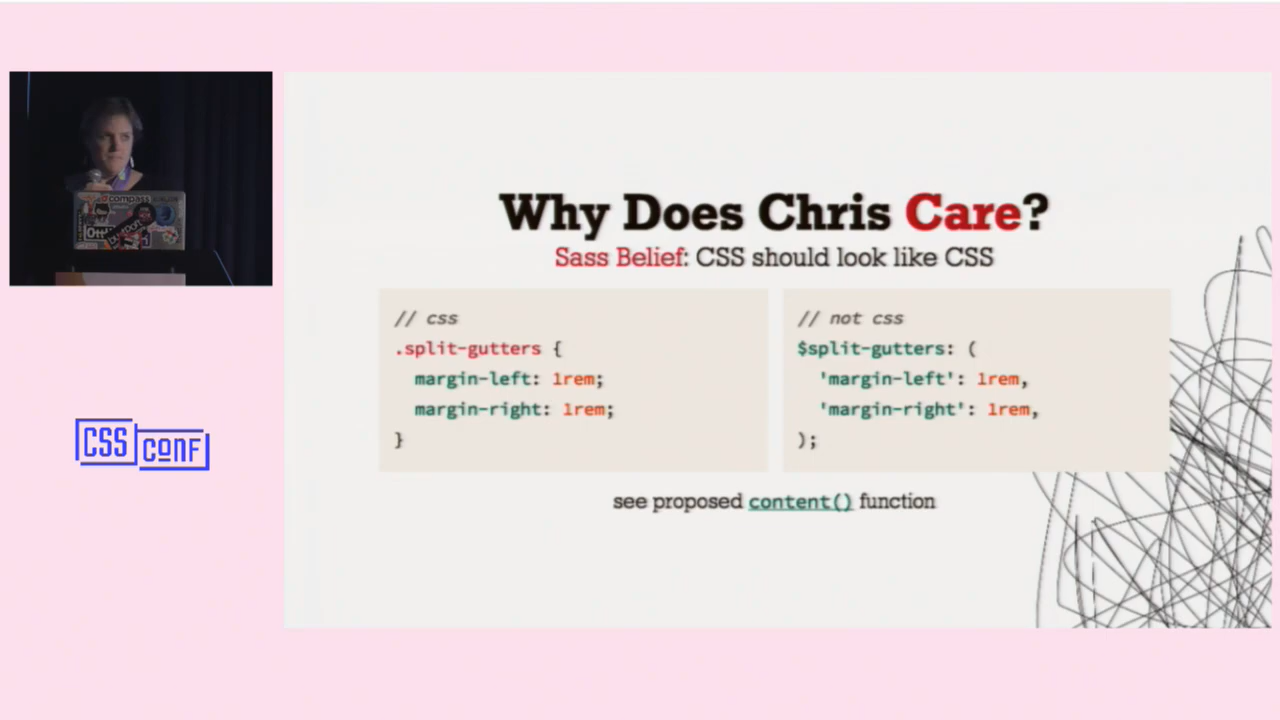 compass
Why Does Chris Care?
Sass Belief: CSS should look like CSS
// css
.split-gutters {
margin-left: 1rem;
margin-right: 1rem;
}
// not css
$split-gutters: (
'margin-left': 1rem,
'margin-right': 1rem,
);
see proposed content() function
CSS
CONF